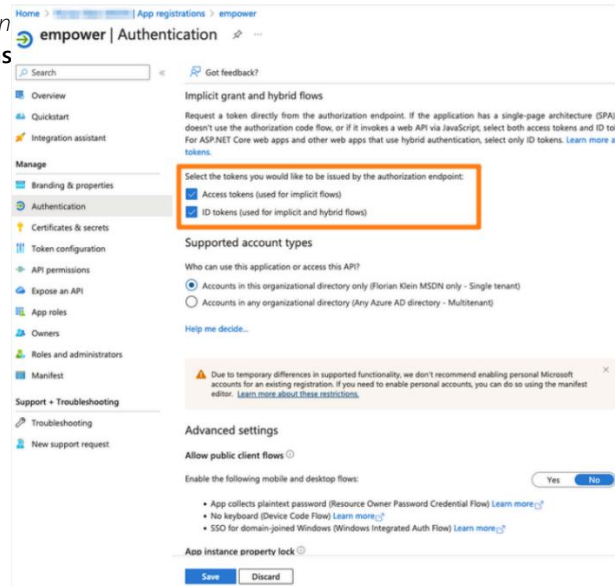 Home > | App registrations > empower
n
empower | Authentication
s
Search
Got feedback?
Overview
Quickstart
Integration assistant
Manage
Branding & properties
Authentication
Certificates & secrets
Token configuration
API permissions
Expose an API
App roles
Owners
Roles and administrators
Manifest
Support + Troubleshooting
Troubleshooting
New support request
Implicit grant and hybrid flows
Request a token directly from the authorization endpoint. If the application has a single-page architecture (SPA)
doesn't use the authorization code flow, or if it invokes a web API via JavaScript, select both access tokens and ID tok
For ASP.NET Core web apps and other web apps that use hybrid authentication, select only ID tokens. Learn more a
tokens.
Select the tokens you would like to be issued by the authorization endpoint:
Access tokens (used for implicit flows)
ID tokens (used for implicit and hybrid flows)
Supported account types
Who can use this application or access this API?
Accounts in this organizational directory only (Florian Klein MSDN only - Single tenant)
Accounts in any organizational directory (Any Azure AD directory - Multitenant)
Help me decide...
Due to temporary differences in supported functionality, we don't recommend enabling personal Microsoft
accounts for an existing registration. If you need to enable personal accounts, you can do so using the manifest
editor. Learn more about these restrictions.
Advanced settings
Allow public client flows
Enable the following mobile and desktop flows:
Yes No
• App collects plaintext password (Resource Owner Password Credential Flow) Learn more
• No keyboard (Device Code Flow) Learn more
• SSO for domain-joined Windows (Windows Integrated Auth Flow) Learn more
App instance property lock
Save Discard